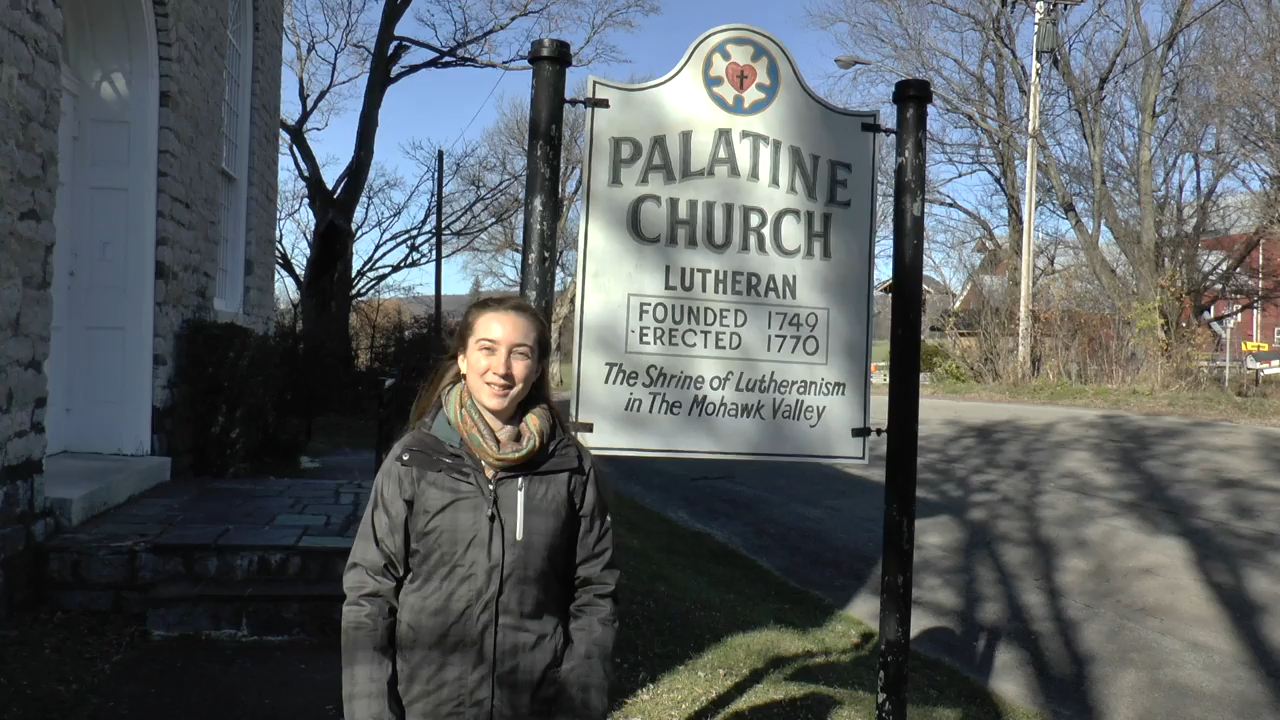 PALATINE
CHURCH
LUTHERAN
FOUNDED 1749
ERECTED 1770
The Shrine of Lutheranism
in The Mohawk Valley